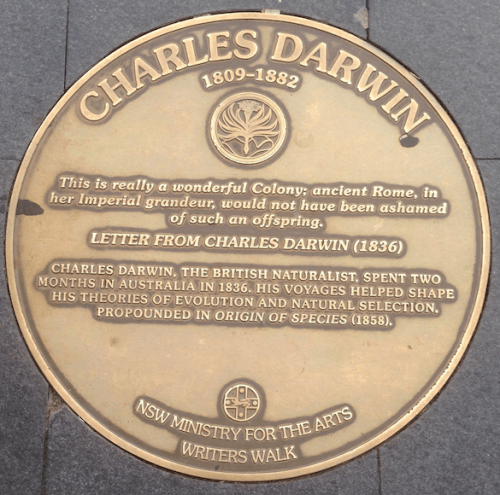 CHARLES DARWIN
1809-1882
This is really a wonderful Colony; ancient Rome, in
her Imperial grandeur, would not have been ashamed
of such an offspring.
LETTER FROM CHARLES DARWIN (1836)
CHARLES DARWIN, THE BRITISH NATURALIST, SPENT TWO
MONTHS IN AUSTRALIA IN 1836. HIS VOYAGES HELPED SHAPE
HIS THEORIES OF EVOLUTION AND NATURAL SELECTION,
PROPOUNDED IN ORIGIN OF SPECIES (1858).
NSW MINISTRY FOR THE ARTS
WRITERS WALK